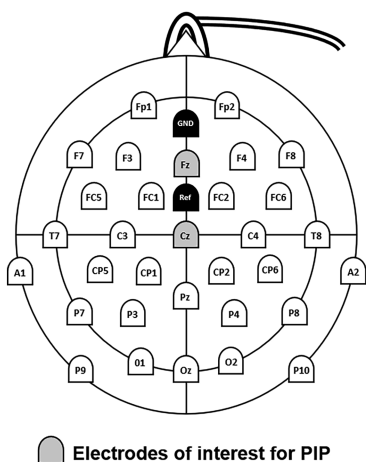 Fp1 Fp2
GND
F7 F3 Fz F4 F8
FC5 FC1 Ref FC2 FC6
T7 C3 Cz C4 T8
A1 CP5 CP1 CP2 CP6 A2
Pz
P7 P3 P4 P8
P9 01 Oz O2 P10
Electrodes of interest for PIP